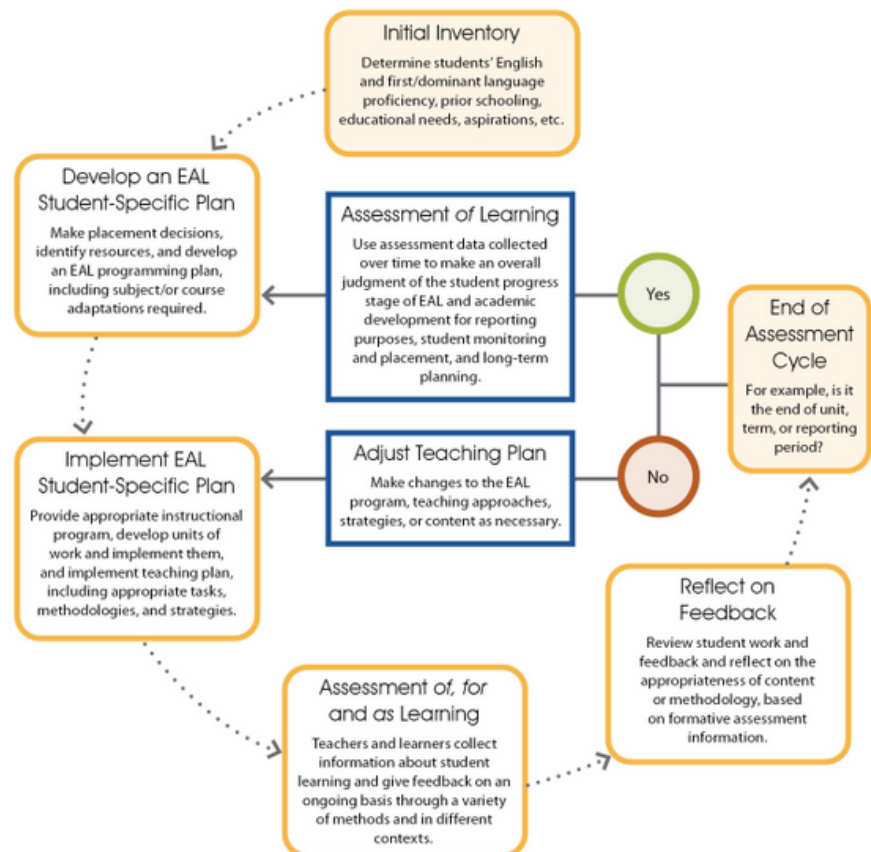 Initial Inventory
Determine students' English
and first/dominant language
proficiency, prior schooling,
educational needs, aspirations, etc.
Develop an EAL
Student-Specific Plan
Make placement decisions,
identify resources, and develop
an EAL programming plan,
including subject/or course
adaptations required.
Assessment of Learning
Use assessment data collected
over time to make an overall
judgment of the student progress
stage of EAL and academic
development for reporting
purposes, student monitoring
and placement, and long-term
planning.
Yes
End of
Assessment
Cycle
For example, is it
the end of unit,
term, or reporting
period?
Implement EAL
Student-Specific Plan
Provide appropriate instructional
program, develop units of
work and implement them,
and implement teaching plan,
including appropriate tasks,
methodologies, and strategies.
Adjust Teaching Plan
Make changes to the EAL
program, teaching approaches,
strategies, or content as necessary.
No
Reflect on
Feedback
Review student work and
feedback and reflect on the
appropriateness of content
or methodology, based
on formative assessment
information.
Assessment of, for
and as Learning
Teachers and learners collect
information about student
learning and give feedback on an
ongoing basis through a variety
of methods and in different
contexts.